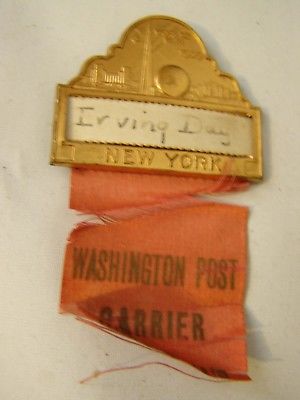 Irving Day
NEW YORK
WASHINGTON POST
CARRIER